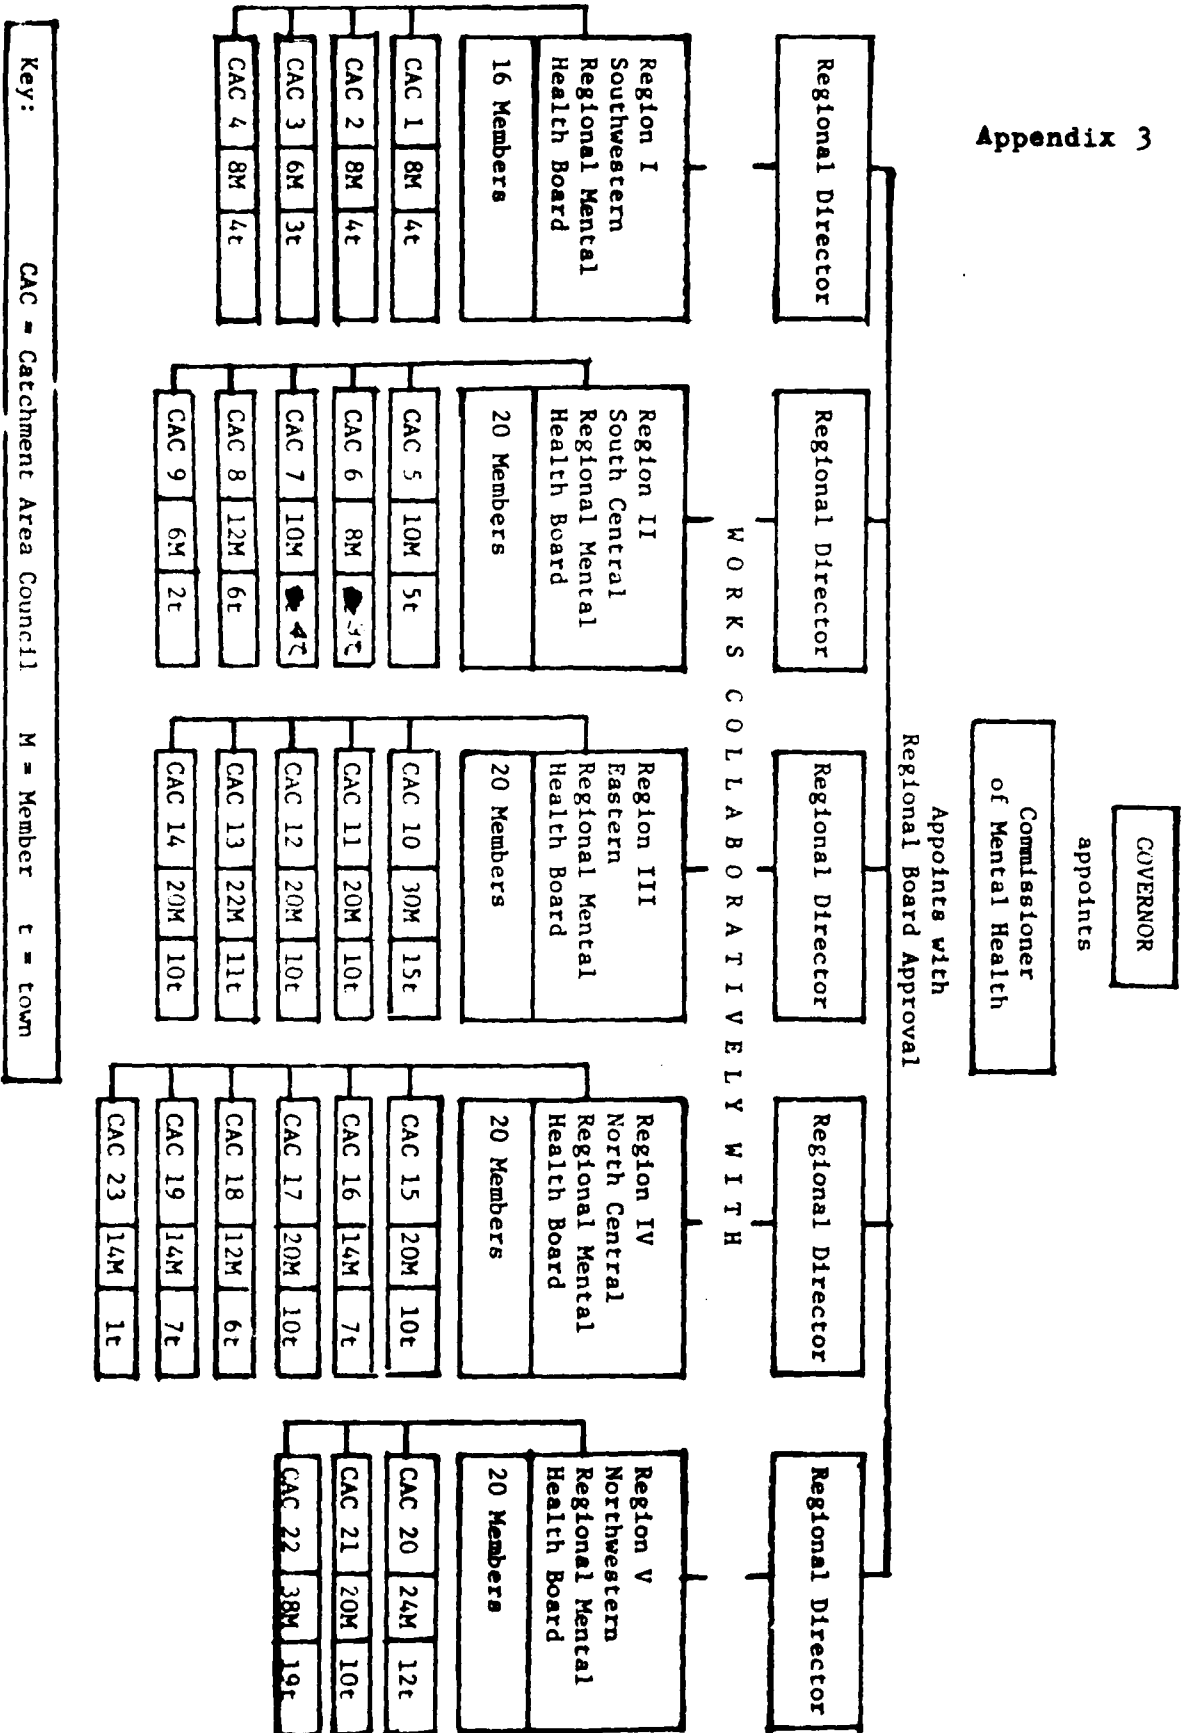 Appendix 3
GOVERNOR
appoints
Commissioner
of Mental Health
Appoints with
Regional Board Approval
Regional Director
Regional Director
Regional Director
Regional Director
Regional Director
WORKS COLLABORATIVELY WITH
Region I
Southwestern
Regional Mental
Health Board
16 Members
CAC 1 8M 4t
CAC 2 8M 4t
CAC 3 6M 3t
CAC 4 8M 4t
Region II
South Central
Regional Mental
Health Board
20 Members
CAC 5 10M 5t
CAC 6 8M
CAC 7 10M 4t
CAC 8 12M 6t
CAC 9 6M 2t
Region III
Eastern
Regional Mental
Health Board
20 Members
CAC 10 30M 15t
CAC 11 20M 10t
CAC 12 20M 10t
CAC 13 22M 11t
CAC 14 20M 10t
Region IV
North Central
Regional Mental
Health Board
20 Members
CAC 15 20M 10t
CAC 16 14M 7t
CAC 17 20M 10t
CAC 18 12M 6t
CAC 19 14M 7t
CAC 23 14M 1t
Region V
Northwestern
Regional Mental
Health Board
20 Members
CAC 20 24M 12t
CAC 21 20M 10t
CAC 22 38M 19t
Key: CAC = Catchment Area Council M = Member t = town